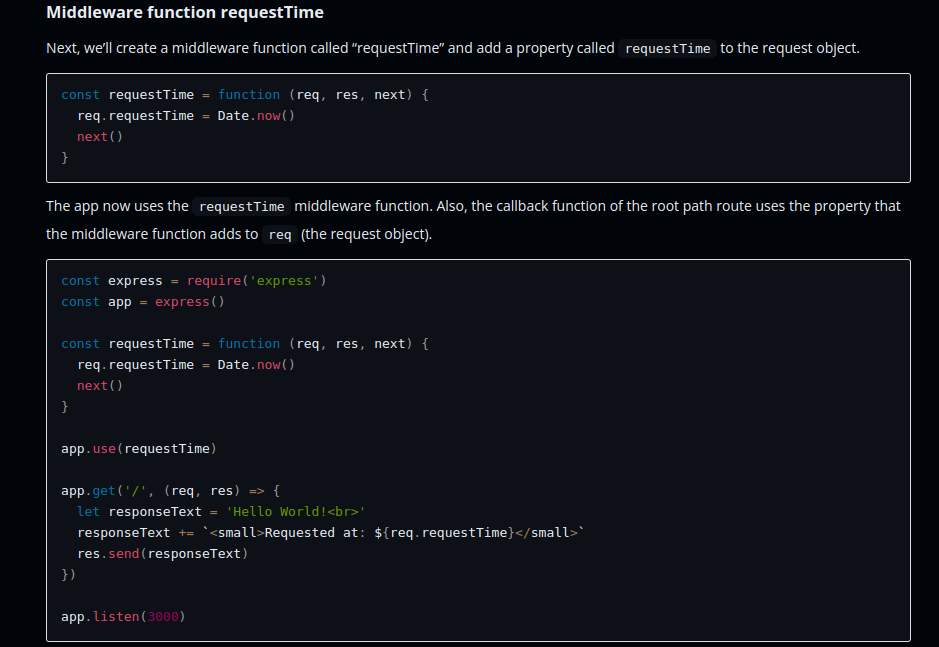 Middleware function requestTime
Next, we’ll create a middleware function called “requestTime” and add a property called requestTime to the request object.
const requestTime = function (req, res, next) {
  req.requestTime = Date.now()
  next()
}
The app now uses the requestTime middleware function. Also, the callback function of the root path route uses the property that
the middleware function adds to req (the request object).
const express = require('express')
const app = express()
const requestTime = function (req, res, next) {
  req.requestTime = Date.now()
  next()
}
app.use(requestTime)
app.get('/', (req, res) => {
  let responseText = 'Hello World!<br>'
  responseText += `<small>Requested at: ${req.requestTime}</small>`
  res.send(responseText)
})
app.listen(3000)